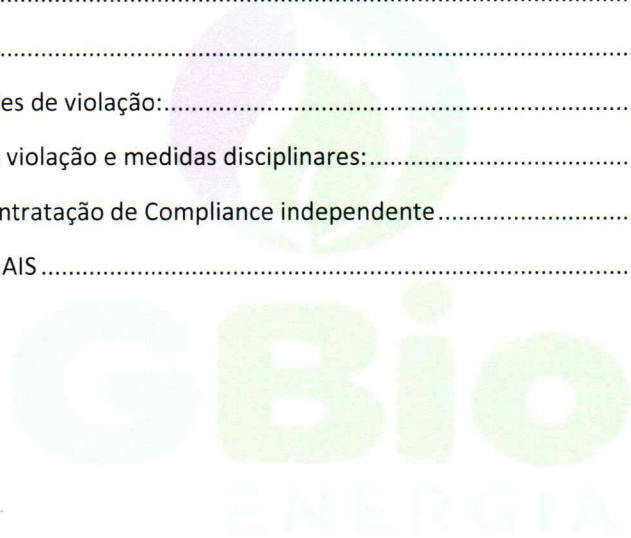 ....................................................................................................
....................................................................................................
es de violação:............................................................................
violação e medidas disciplinares:..........................................
ntratação de Compliance independente..............................
AIS..............................................................................................
GBio
ENERGIA